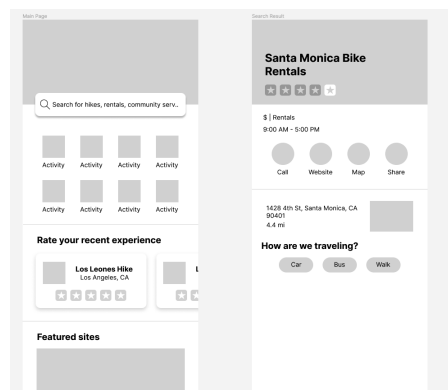 Main Page
Search for hikes, rentals, community serv..
Activity Activity Activity Activity
Activity Activity Activity Activity
Rate your recent experience
Los Leones Hike
Los Angeles, CA
L
Featured sites
Search Result
Santa Monica Bike
Rentals
$ | Rentals
9:00 AM – 5:00 PM
Call Website Map Share
1428 4th St, Santa Monica, CA
90401
4.4 mi
How are we traveling?
Car Bus Walk